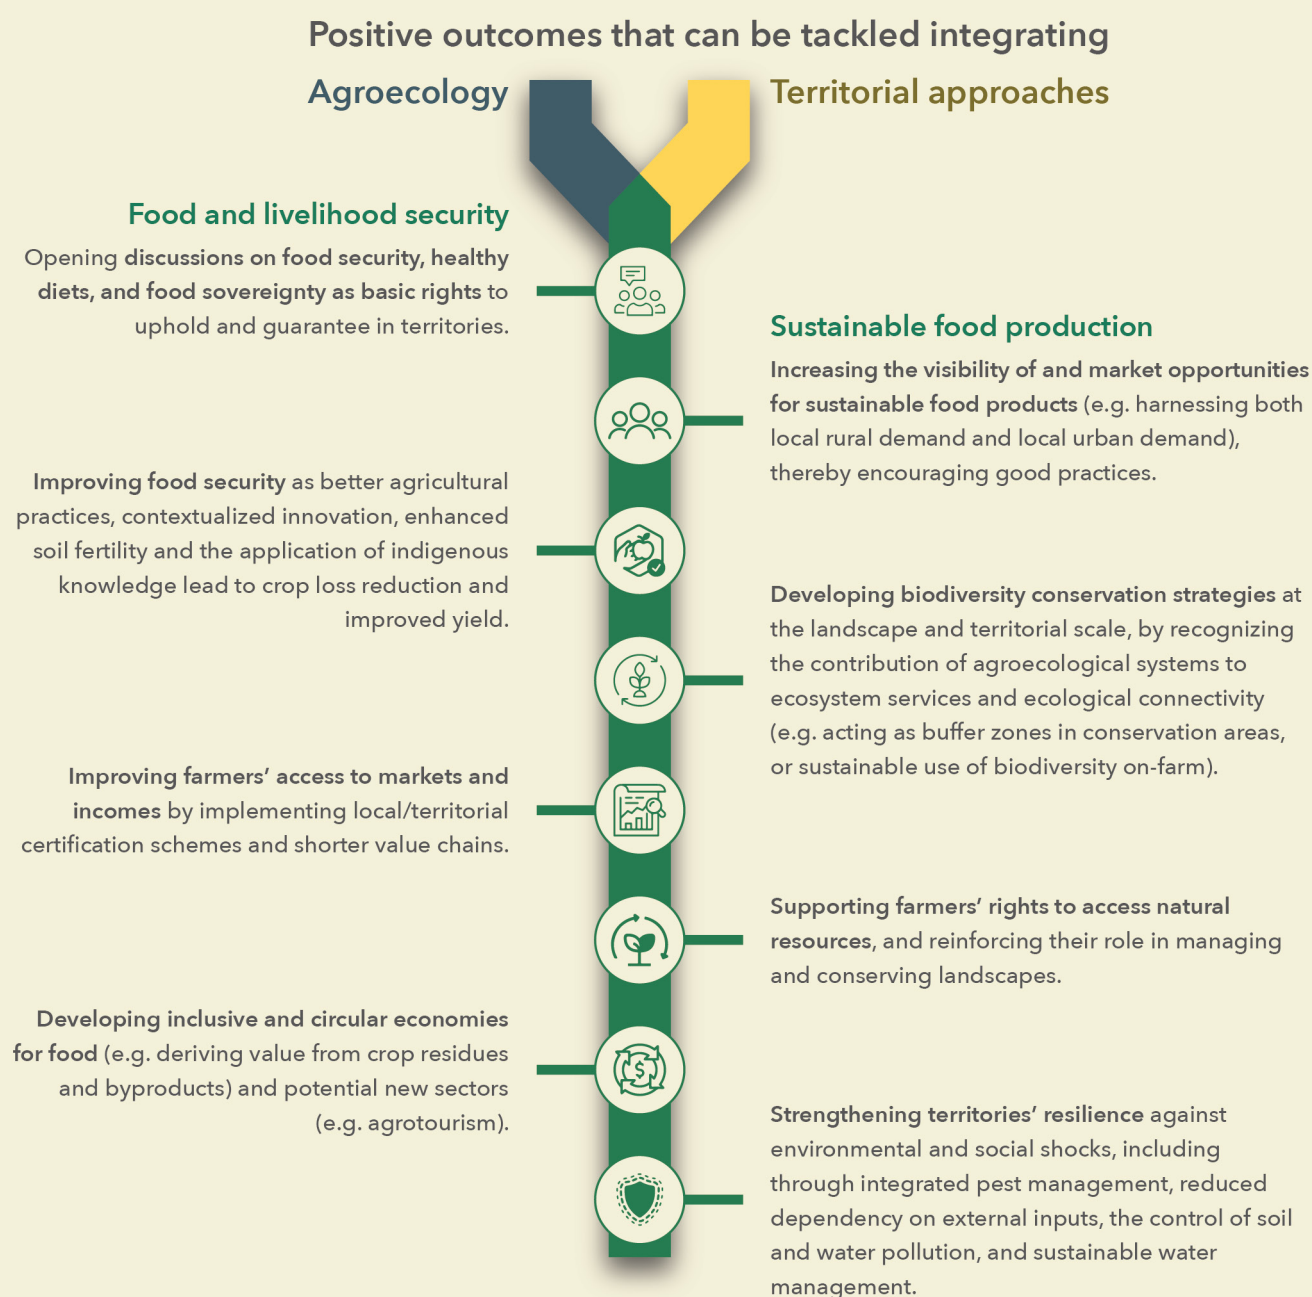 Positive outcomes that can be tackled integrating
Agroecology
Territorial approaches
Food and livelihood security
Opening discussions on food security, healthy
diets, and food sovereignty as basic rights to
uphold and guarantee in territories.
Sustainable food production
Increasing the visibility of and market opportunities
for sustainable food products (e.g. harnessing both
local rural demand and local urban demand),
thereby encouraging good practices.
Improving food security as better agricultural
practices, contextualized innovation, enhanced
soil fertility and the application of indigenous
knowledge lead to crop loss reduction and
improved yield.
Developing biodiversity conservation strategies at
the landscape and territorial scale, by recognizing
the contribution of agroecological systems to
ecosystem services and ecological connectivity
(e.g. acting as buffer zones in conservation areas,
or sustainable use of biodiversity on-farm).
Improving farmers’ access to markets and
incomes by implementing local/territorial
certification schemes and shorter value chains.
Supporting farmers’ rights to access natural
resources, and reinforcing their role in managing
and conserving landscapes.
Developing inclusive and circular economies
for food (e.g. deriving value from crop residues
and byproducts) and potential new sectors
(e.g. agrotourism).
$
Strengthening territories’ resilience against
environmental and social shocks, including
through integrated pest management, reduced
dependency on external inputs, the control of soil
and water pollution, and sustainable water
management.